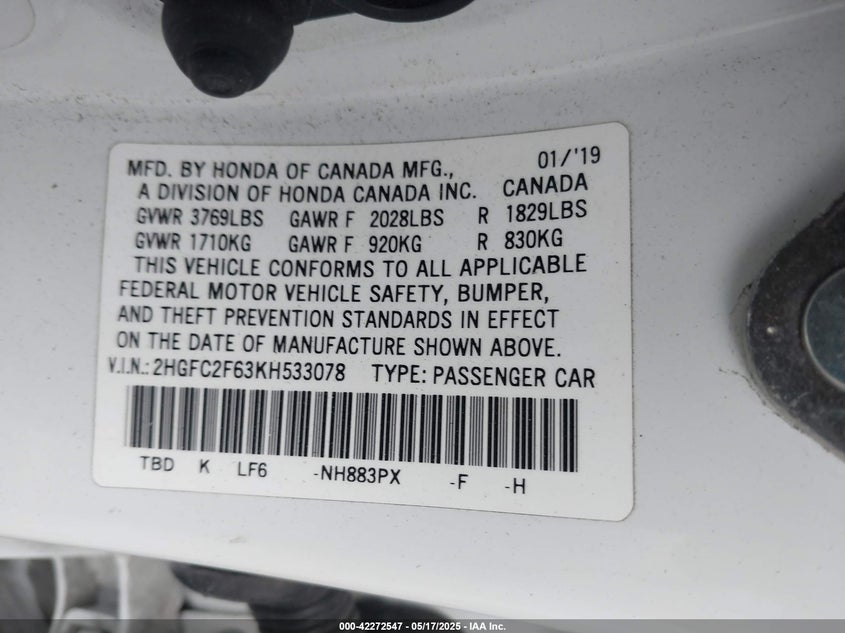 MFD. BY HONDA OF CANADA MFG., 01/'19
A DIVISION OF HONDA CANADA INC. CANADA
GVWR 3769LBS GAWR F 2028LBS R 1829LBS
GVWR 1710KG GAWR F 920KG R 830KG
THIS VEHICLE CONFORMS TO ALL APPLICABLE
FEDERAL MOTOR VEHICLE SAFETY, BUMPER,
AND THEFT PREVENTION STANDARDS IN EFFECT
ON THE DATE OF MANUFACTURE SHOWN ABOVE.
V.I.N.: 2HGFC2F63KH533078 TYPE: PASSENGER CAR
TBD K LF6 -NH883PX -F -H
000-42272547 - 05/17/2025 - IAA Inc.